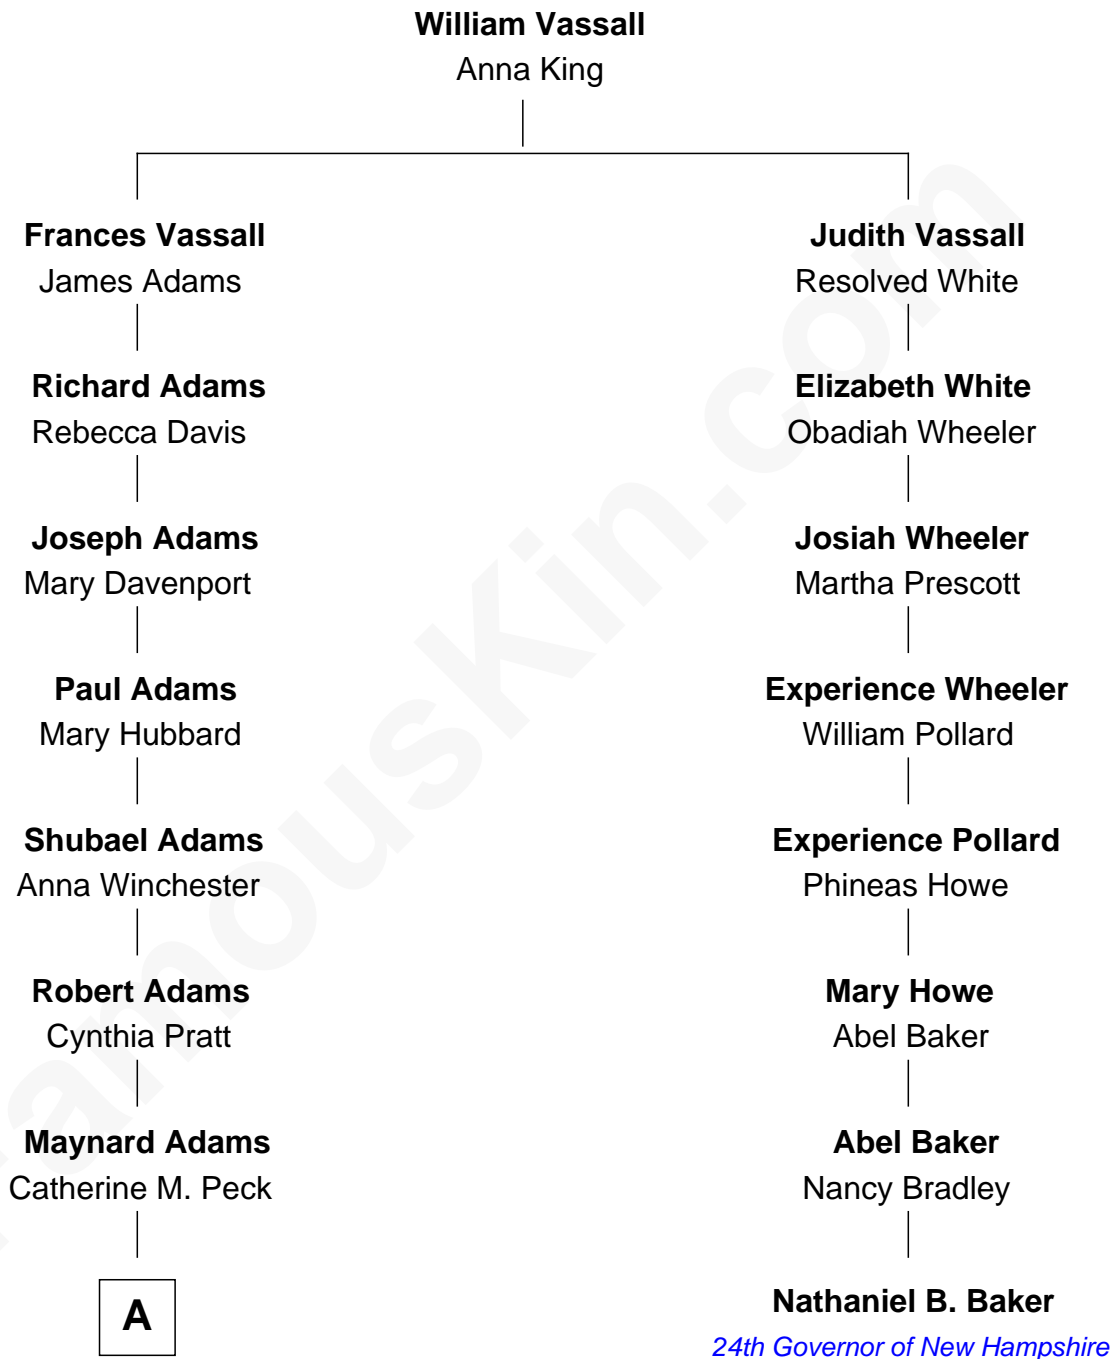 William Vassall
Anna King
Frances Vassall
James Adams
Judith Vassall
Resolved White
Richard Adams
Rebecca Davis
Elizabeth White
Obadiah Wheeler
Joseph Adams
Mary Davenport
Josiah Wheeler
Martha Prescott
Paul Adams
Mary Hubbard
Experience Wheeler
William Pollard
Shubael Adams
Anna Winchester
Experience Pollard
Phineas Howe
Robert Adams
Cynthia Pratt
Mary Howe
Abel Baker
Maynard Adams
Catherine M. Peck
Abel Baker
Nancy Bradley
A
Nathaniel B. Baker
24th Governor of New Hampshire
FamousKin.com